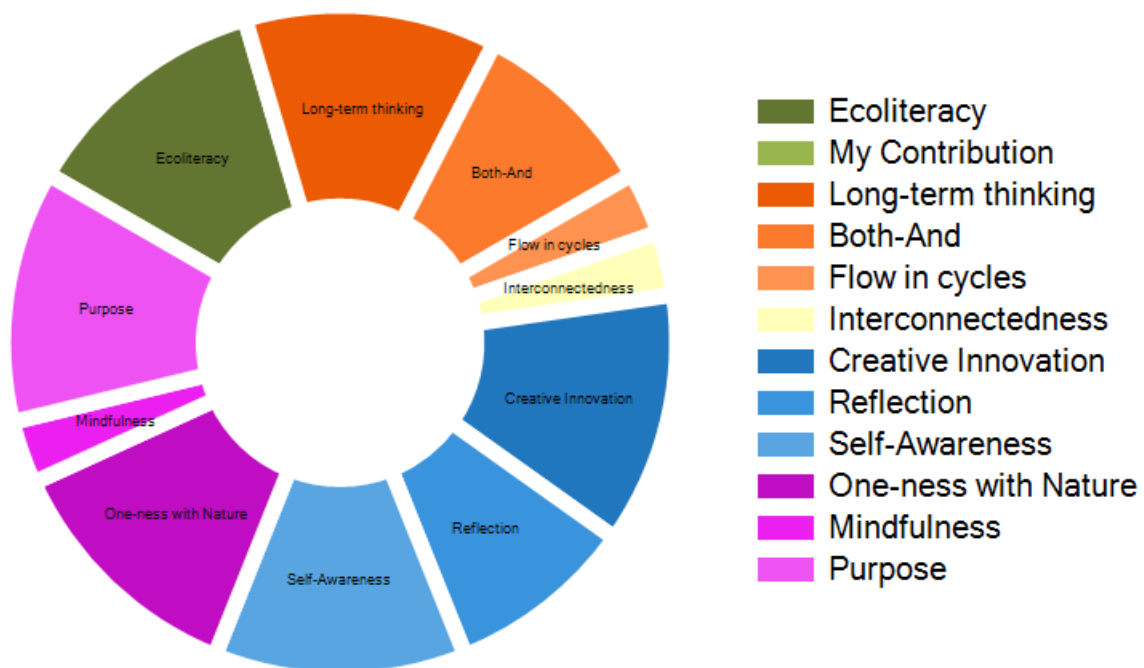 Long-term thinking
Ecoliteracy
Both-And
Flow in cycles
Interconnectedness
Purpose
Creative Innovation
Mindfulness
One-ness with Nature
Reflection
Self-Awareness
Ecoliteracy
My Contribution
Long-term thinking
Both-And
Flow in cycles
Interconnectedness
Creative Innovation
Reflection
Self-Awareness
One-ness with Nature
Mindfulness
Purpose